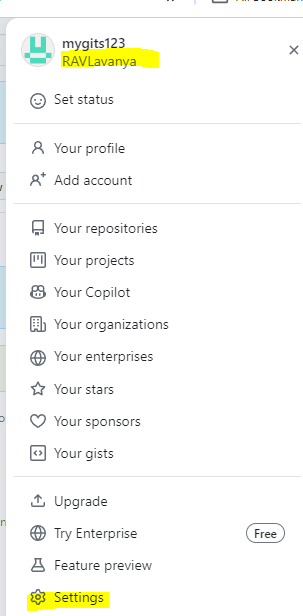 mygits123
RAVLavanya
Set status
Your profile
Add account
Your repositories
Your projects
Your Copilot
Your organizations
Your enterprises
Your stars
Your sponsors
Your gists
Upgrade
Try Enterprise Free
Feature preview
Settings